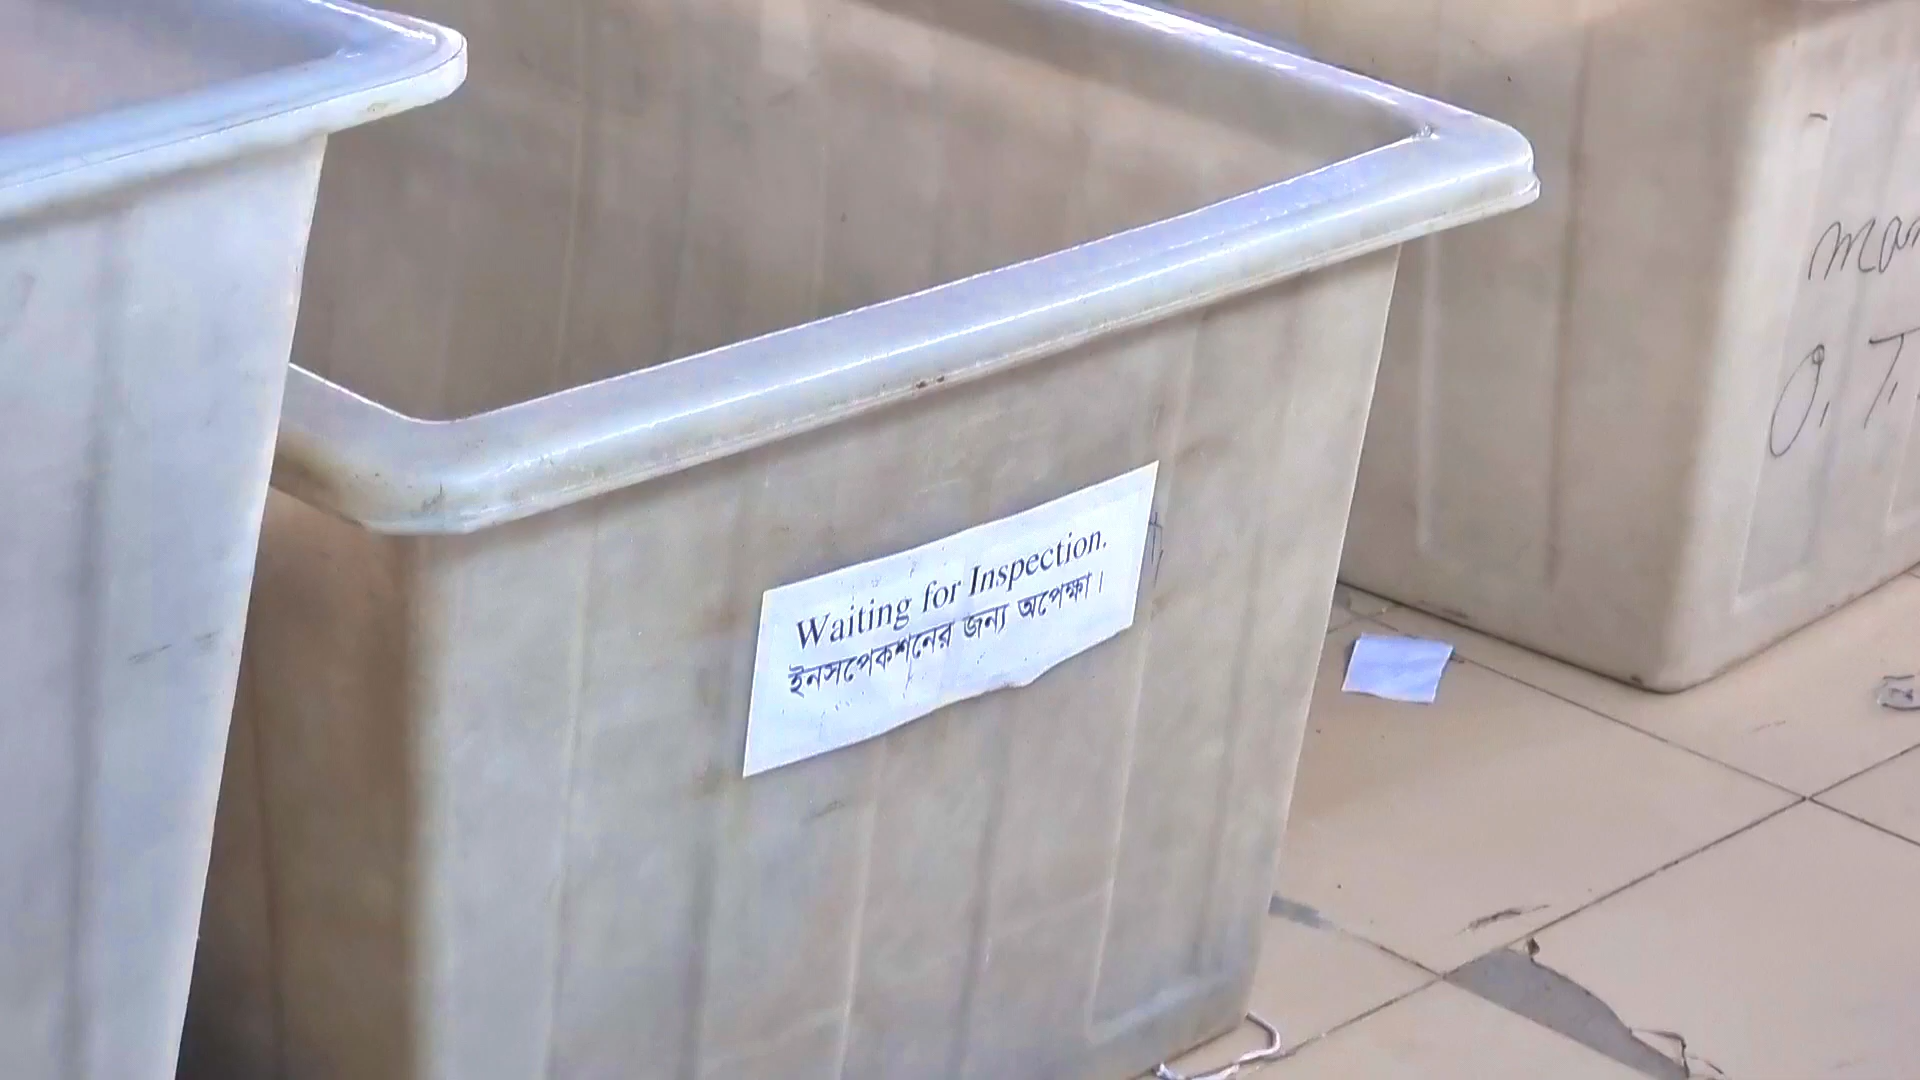 Waiting for Inspection.
ইনসপেকশনের জন্য অপেক্ষা।
O. T.